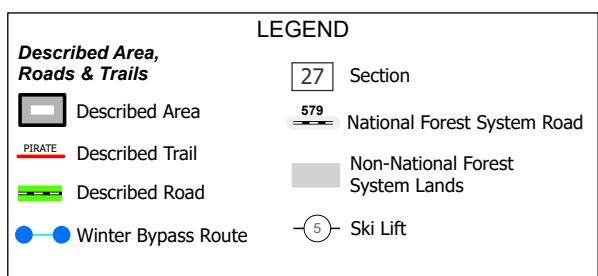 LEGEND
Described Area,
Roads & Trails
Described Area
PIRATE
Described Trail
Described Road
Winter Bypass Route
27
Section
579
National Forest System Road
Non-National Forest
System Lands
5
Ski Lift